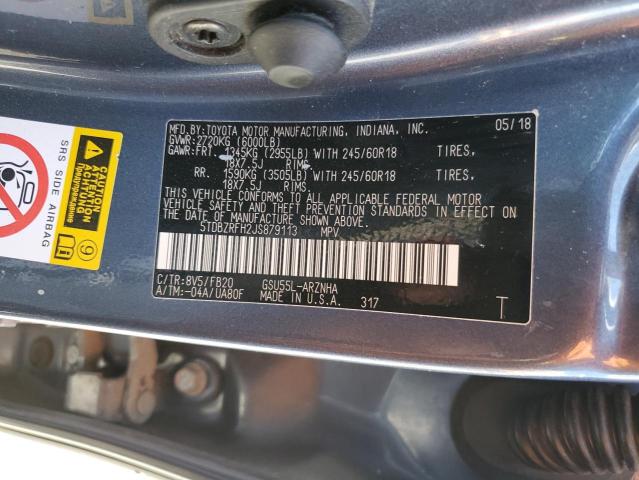 MFD.BY:TOYOTA MOTOR MANUFACTURING, INDIANA, INC. 05/18
GVWR:2720KG (6000LB)
GAWR:FRT 1345KG (2955LB) WITH 245/60R18 TIRES,
18X7.5J RIMS
RR. 1590KG (3505LB) WITH 245/60R18 TIRES,
18X7.5J RIMS
THIS VEHICLE CONFORMS TO ALL APPLICABLE FEDERAL MOTOR
VEHICLE SAFETY AND THEFT PREVENTION STANDARDS IN EFFECT
ON THE DATE OF MANUFACTURE SHOWN ABOVE.
5TDBZRFH2JS879113 MPV
C/TR:8V5/FB20 GSU55L-ARZNHA
A/TM:-04A/UA80F MADE IN U.S.A. 317 T
SRS SIDE AIRBAG
CAUTION
ATTENTION
Предупреждение
9